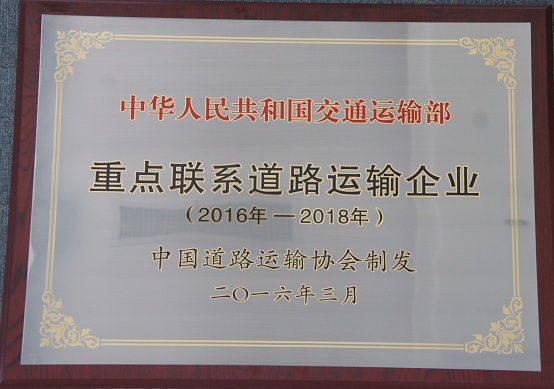 中华人民共和国交通运输部
重点联系道路运输企业
（2016年—2018年）
中国道路运输协会制发
二〇一六年三月